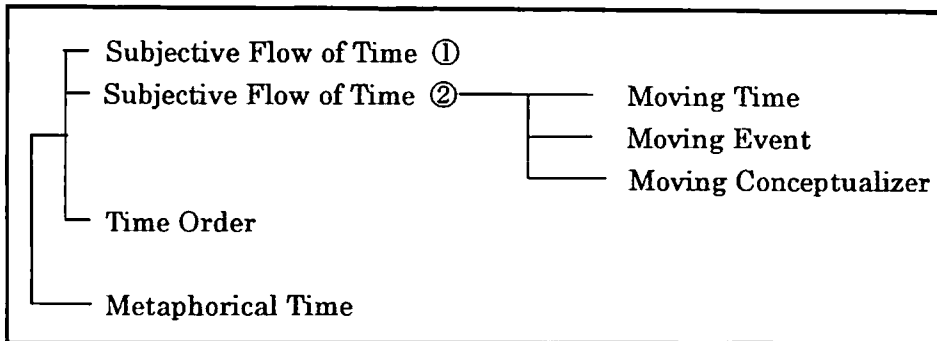 Subjective Flow of Time ①
Subjective Flow of Time ②
Moving Time
Moving Event
Moving Conceptualizer
Time Order
Metaphorical Time